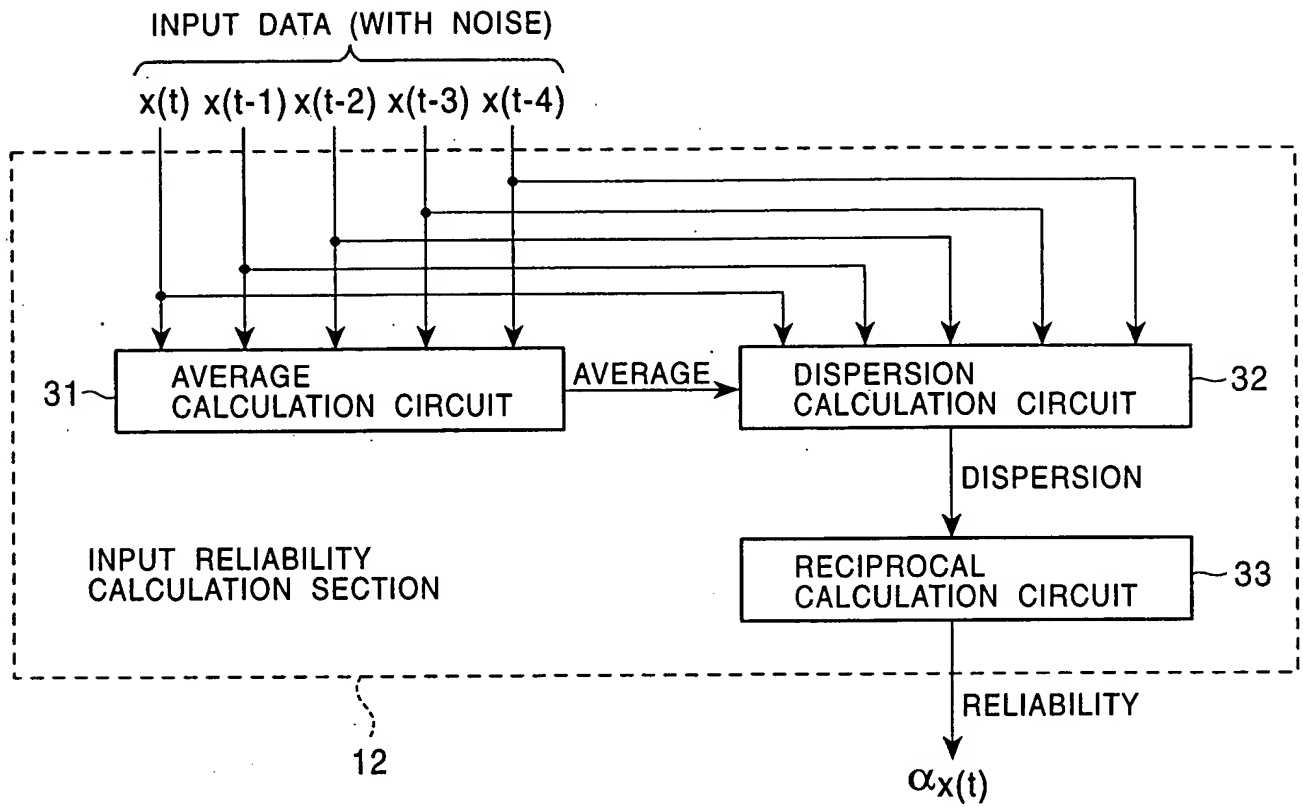 INPUT DATA (WITH NOISE)
x(t) x(t-1) x(t-2) x(t-3) x(t-4)
31
AVERAGE
CALCULATION CIRCUIT
AVERAGE
DISPERSION
CALCULATION CIRCUIT
32
DISPERSION
INPUT RELIABILITY
CALCULATION SECTION
RECIPROCAL
CALCULATION CIRCUIT
33
RELIABILITY
12
αx(t)